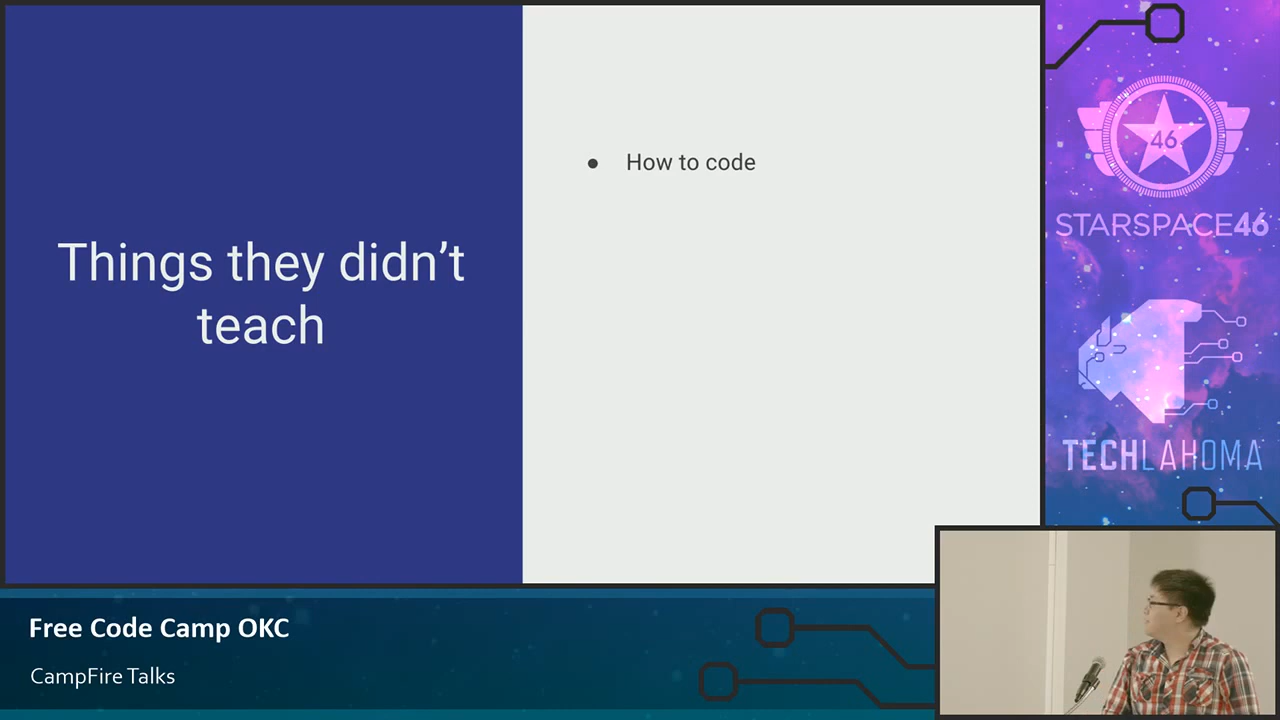 Things they didn’t
teach
● How to code
46
STARSPACE46
TECHLAHOMA
Free Code Camp OKC
CampFire Talks